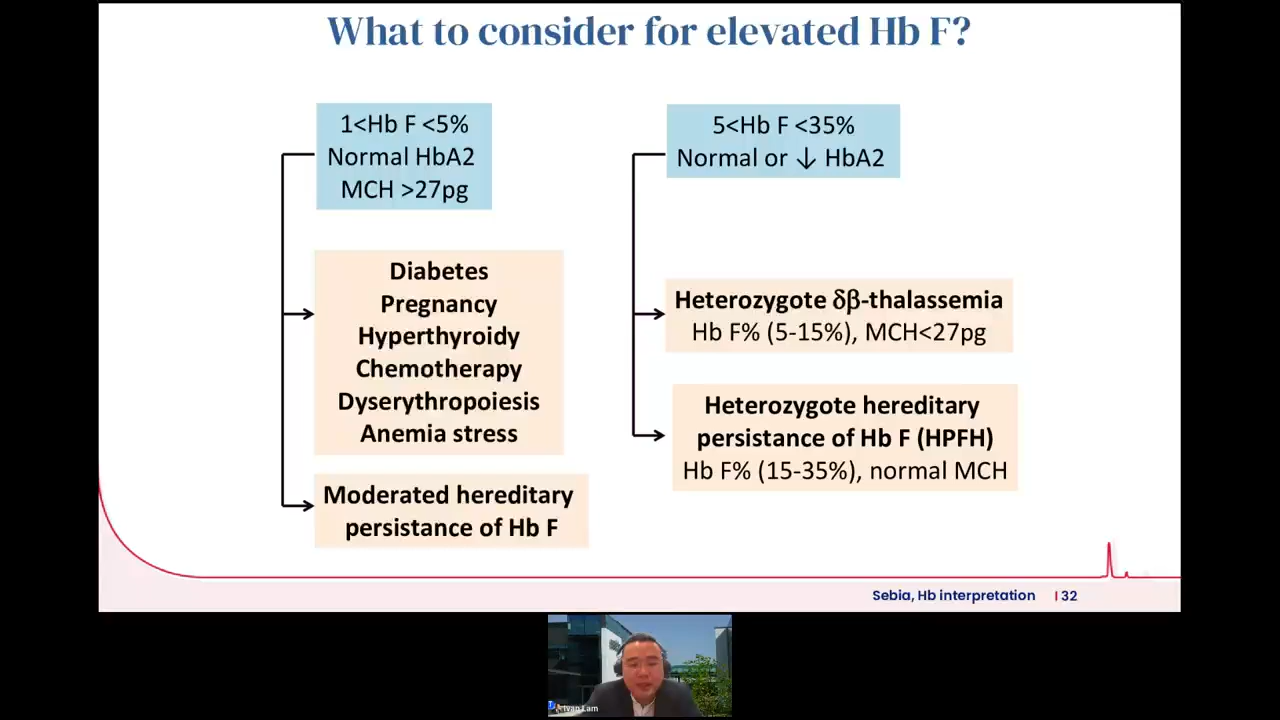 What to consider for elevated Hb F?
1<Hb F <5%
Normal HbA2
MCH >27pg
Diabetes
Pregnancy
Hyperthyroidy
Chemotherapy
Dyserythropoiesis
Anemia stress
Moderated hereditary
persistance of Hb F
5<Hb F <35%
Normal or ↓ HbA2
Heterozygote δβ-thalassemia
Hb F% (5-15%), MCH<27pg
Heterozygote hereditary
persistance of Hb F (HPFH)
Hb F% (15-35%), normal MCH
Sebia, Hb interpretation | 32
Ivan Lam